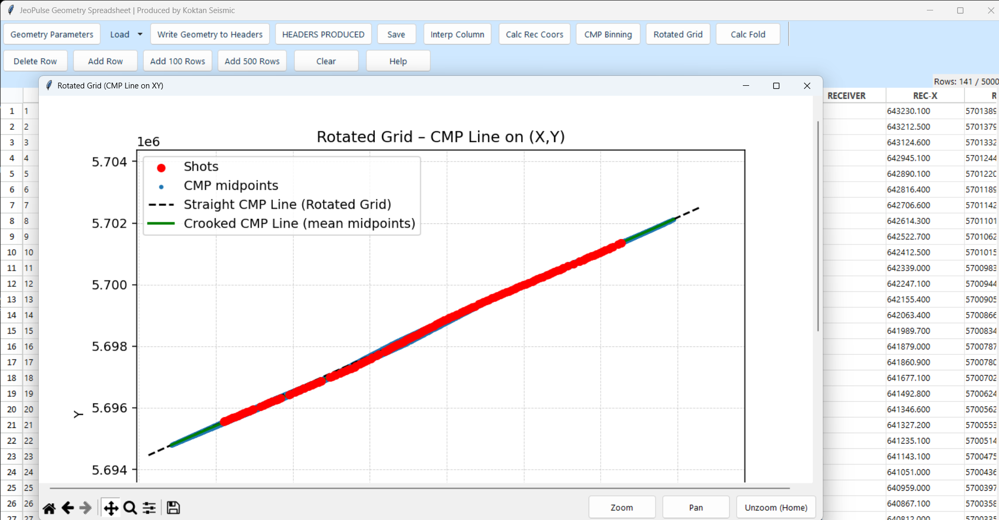 JeoPulse Geometry Spreadsheet | Produced by Koktan Seismic
Geometry Parameters Load Write Geometry to Headers HEADERS PRODUCED Save Interp Column Calc Rec Coors CMP Binning Rotated Grid Calc Fold
Delete Row Add Row Add 100 Rows Add 500 Rows Clear Help
Rows: 141 / 5000
Rotated Grid (CMP Line on XY)
Rotated Grid – CMP Line on (X,Y)
1e6
Shots
CMP midpoints
Straight CMP Line (Rotated Grid)
Crooked CMP Line (mean midpoints)
5.704
5.702
5.700
5.698
5.696
5.694
Y
Zoom Pan Unzoom (Home)
RECEIVER REC-X R
1 1 643230.100 5701389
2 2 643212.500 5701379
3 3 643124.600 5701332
4 4 642945.100 5701244
5 5 642890.100 5701220
6 6 642816.400 5701189
7 7 642706.600 5701142
8 8 642614.300 5701101
9 9 642522.700 5701062
10 10 642412.500 5701015
11 11 642339.000 5700983
12 12 642247.100 5700944
13 13 642155.400 5700905
14 14 642063.400 5700866
15 15 641989.700 5700834
16 16 641879.000 5700787
17 17 641860.900 5700780
18 18 641677.100 5700702
19 19 641492.800 5700624
20 20 641346.600 5700562
21 21 641327.200 5700553
22 22 641235.100 5700514
23 23 641143.100 5700475
24 24 641051.000 5700436
25 25 640959.000 5700397
26 26 640867.100 5700358
27 27 640812.000 5700335